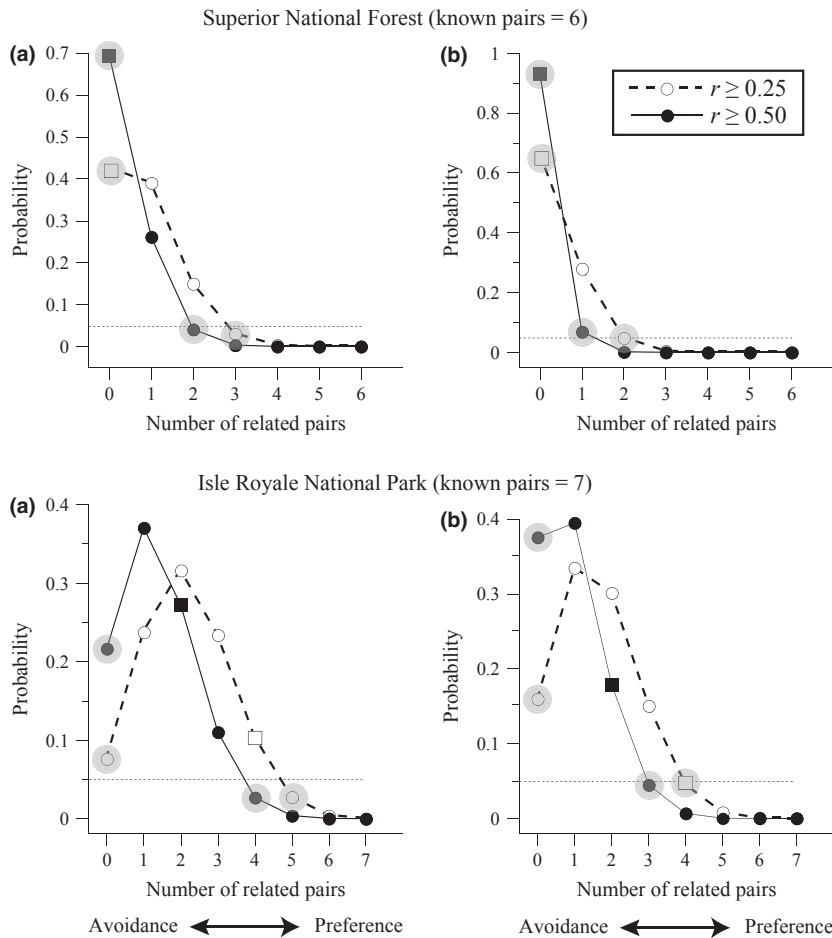 Superior National Forest (known pairs = 6)
(a)
0.7
0.6
0.5
0.4
0.3
0.2
0.1
0
Probability
0 1 2 3 4 5 6
Number of related pairs
(b)
1
0.8
0.6
0.4
0.2
0
Probability
r ≥ 0.25
r ≥ 0.50
0 1 2 3 4 5 6
Number of related pairs
Isle Royale National Park (known pairs = 7)
(a)
0.4
0.3
0.2
0.1
0
Probability
0 1 2 3 4 5 6 7
Number of related pairs
Avoidance Preference
(b)
0.4
0.3
0.2
0.1
0
Probability
0 1 2 3 4 5 6 7
Number of related pairs
Avoidance Preference